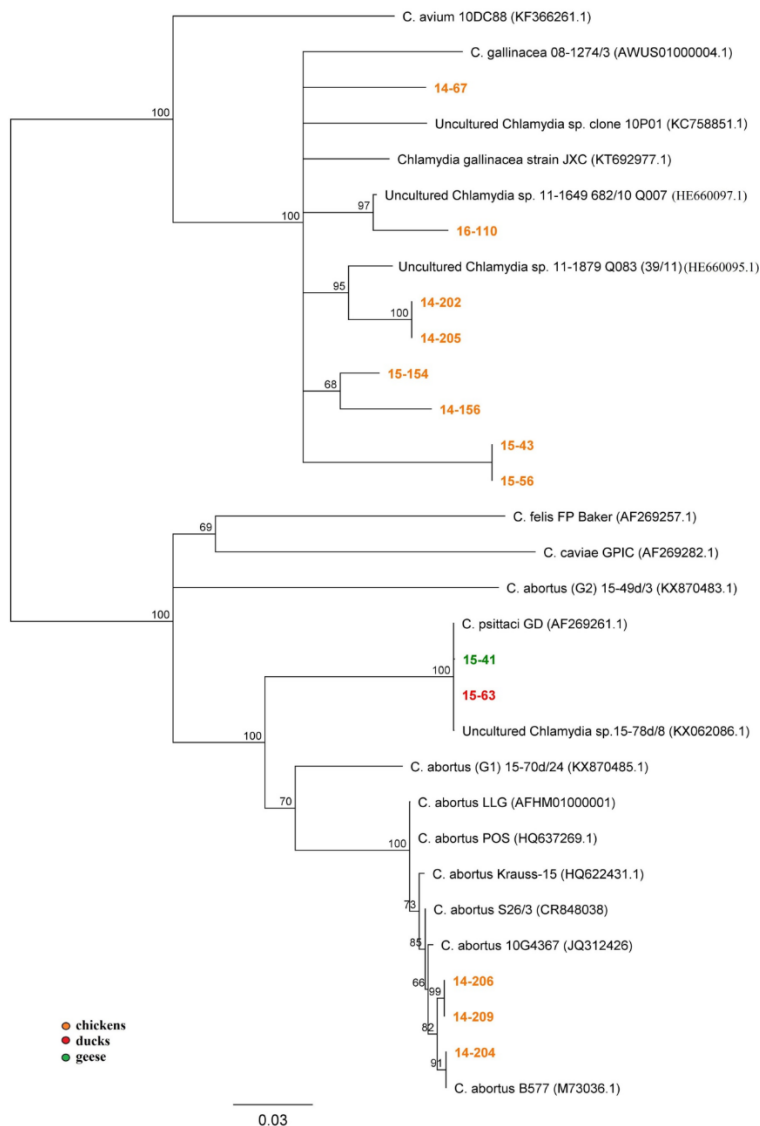 C. avium 10DC88 (KF366261.1)
C. gallinacea 08-1274/3 (AWUS01000004.1)
14-67
100
Uncultured Chlamydia sp. clone 10P01 (KC758851.1)
Chlamydia gallinacea strain JXC (KT692977.1)
Uncultured Chlamydia sp. 11-1649 682/10 Q007 (HE660097.1)
97
100
16-110
Uncultured Chlamydia sp. 11-1879 Q083 (39/11) (HE660095.1)
95
14-202
100
14-205
15-154
68
14-156
15-43
15-56
C. felis FP Baker (AF269257.1)
69
C. caviae GPIC (AF269282.1)
C. abortus (G2) 15-49d/3 (KX870483.1)
100
C. psittaci GD (AF269261.1)
15-41
100
15-63
Uncultured Chlamydia sp.15-78d/8 (KX062086.1)
100
C. abortus (G1) 15-70d/24 (KX870485.1)
70
C. abortus LLG (AFHM01000001)
C. abortus POS (HQ637269.1)
100
C. abortus Krauss-15 (HQ622431.1)
73
C. abortus S26/3 (CR848038)
85
C. abortus 10G4367 (JQ312426)
66
14-206
99
14-209
82
14-204
91
C. abortus B577 (M73036.1)
chickens
ducks
geese
0.03